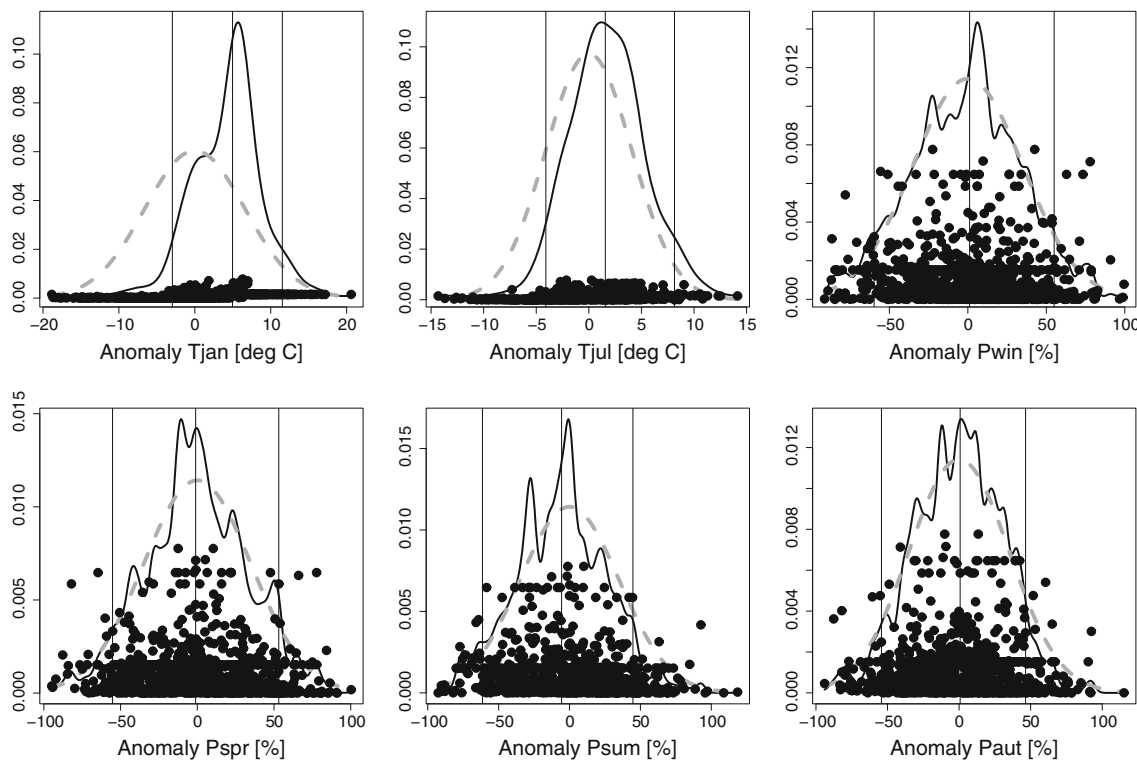 0.00 0.02 0.04 0.06 0.08 0.10
−20 −10 0 10 20
Anomaly Tjan [deg C]
0.00 0.02 0.04 0.06 0.08 0.10
−15 −10 −5 0 5 10 15
Anomaly Tjul [deg C]
0.000 0.004 0.008 0.012
−50 0 50 100
Anomaly Pwin [%]
0.000 0.005 0.010 0.015
−100 −50 0 50 100
Anomaly Pspr [%]
0.000 0.005 0.010 0.015
−100 −50 0 50 100
Anomaly Psum [%]
0.000 0.004 0.008 0.012
−100 −50 0 50 100
Anomaly Paut [%]